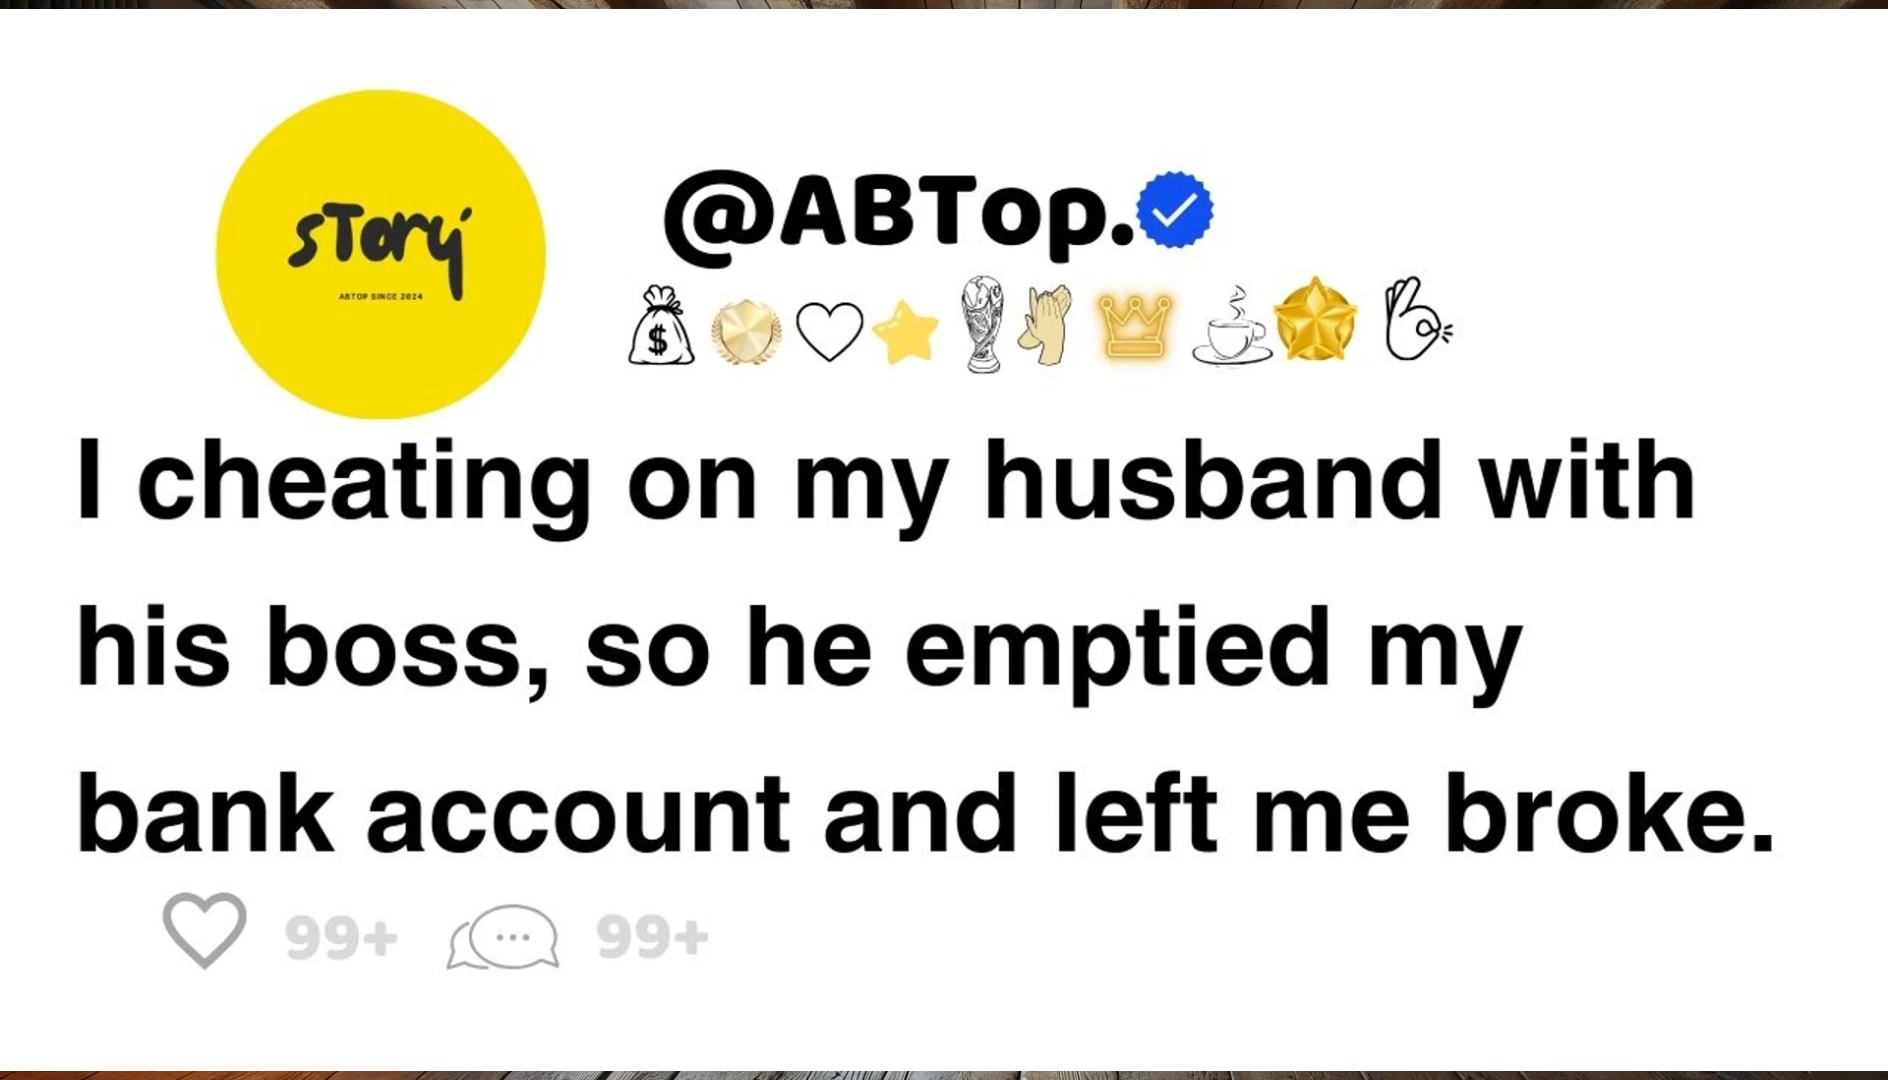 sTory
ABTOP SINCE 2024
@ABTop.
$
I cheating on my husband with
his boss, so he emptied my
bank account and left me broke.
99+ 99+